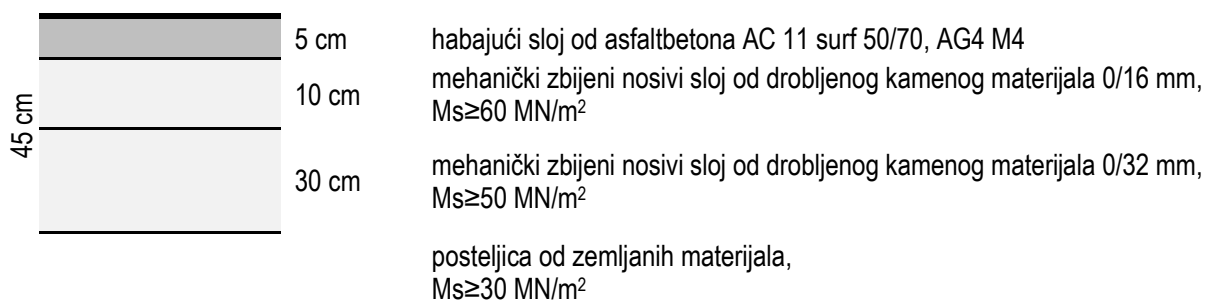 5 cm habajući sloj od asfaltbetona AC 11 surf 50/70, AG4 M4
10 cm mehanički zbijeni nosivi sloj od drobljenog kamenog materijala 0/16 mm,
Ms≥60 MN/m²
45 cm
30 cm mehanički zbijeni nosivi sloj od drobljenog kamenog materijala 0/32 mm,
Ms≥50 MN/m²
posteljica od zemljanih materijala,
Ms≥30 MN/m²